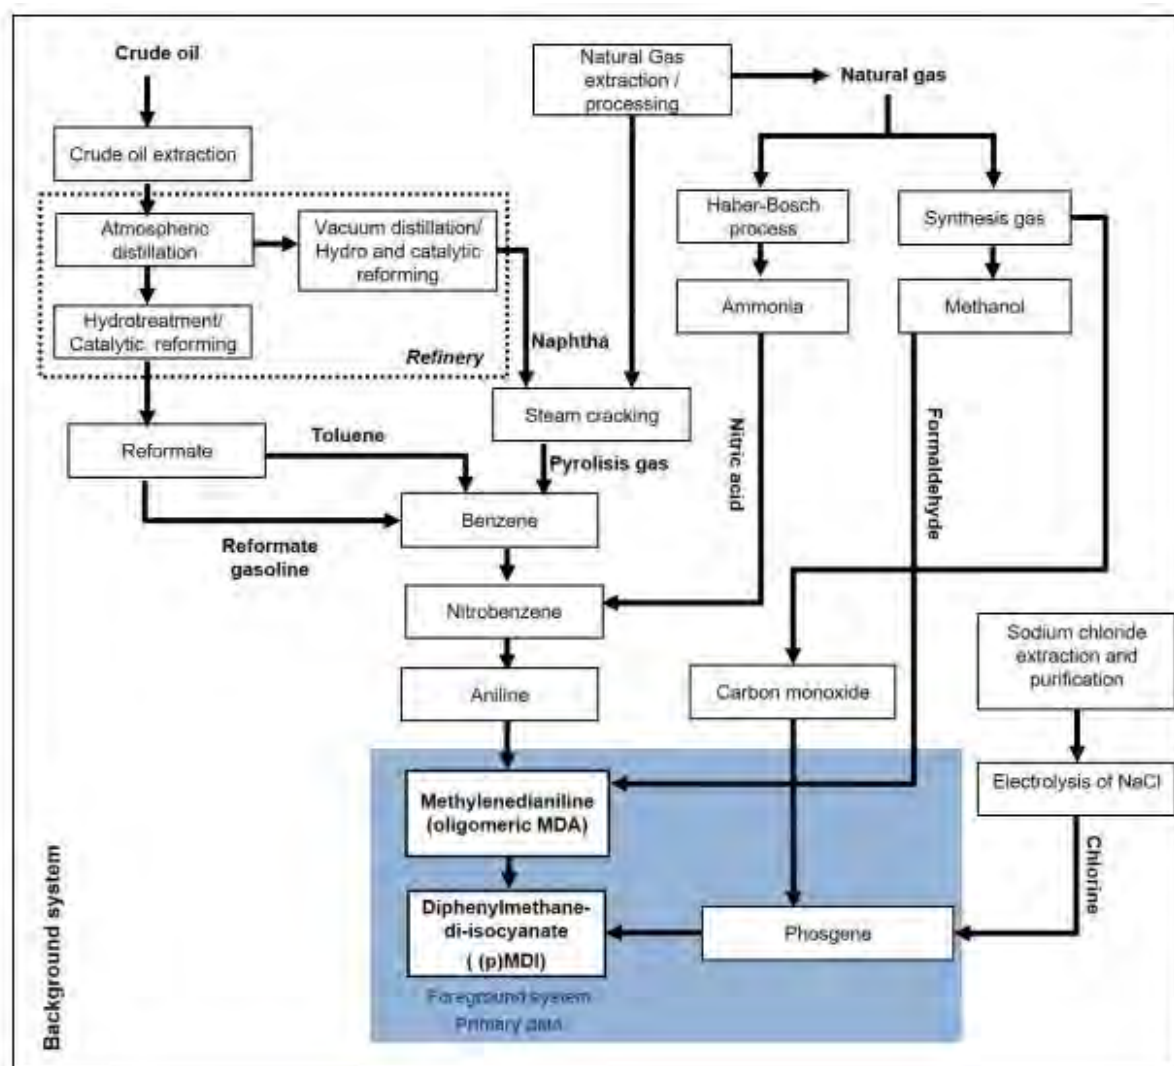 Crude oil
Natural Gas
extraction /
processing
Natural gas
Crude oil extraction
Atmospheric
distillation
Vacuum distillation/
Hydro and catalytic
reforming
Haber-Bosch
process
Synthesis gas
Hydrotreatment/
Catalytic reforming
Refinery
Naphtha
Ammonia
Methanol
Reformate
Toluene
Steam cracking
Pyrolisis gas
Nitric acid
Formaldehyde
Benzene
Reformate
gasoline
Nitrobenzene
Sodium chloride
extraction and
purification
Aniline
Carbon monoxide
Methylenedianiline
(oligomeric MDA)
Electrolysis of NaCl
Chlorine
Diphenylmethane-
di-isocyanate
( (p)MDI)
Phosgene
Foreground system
Primary data
Background system